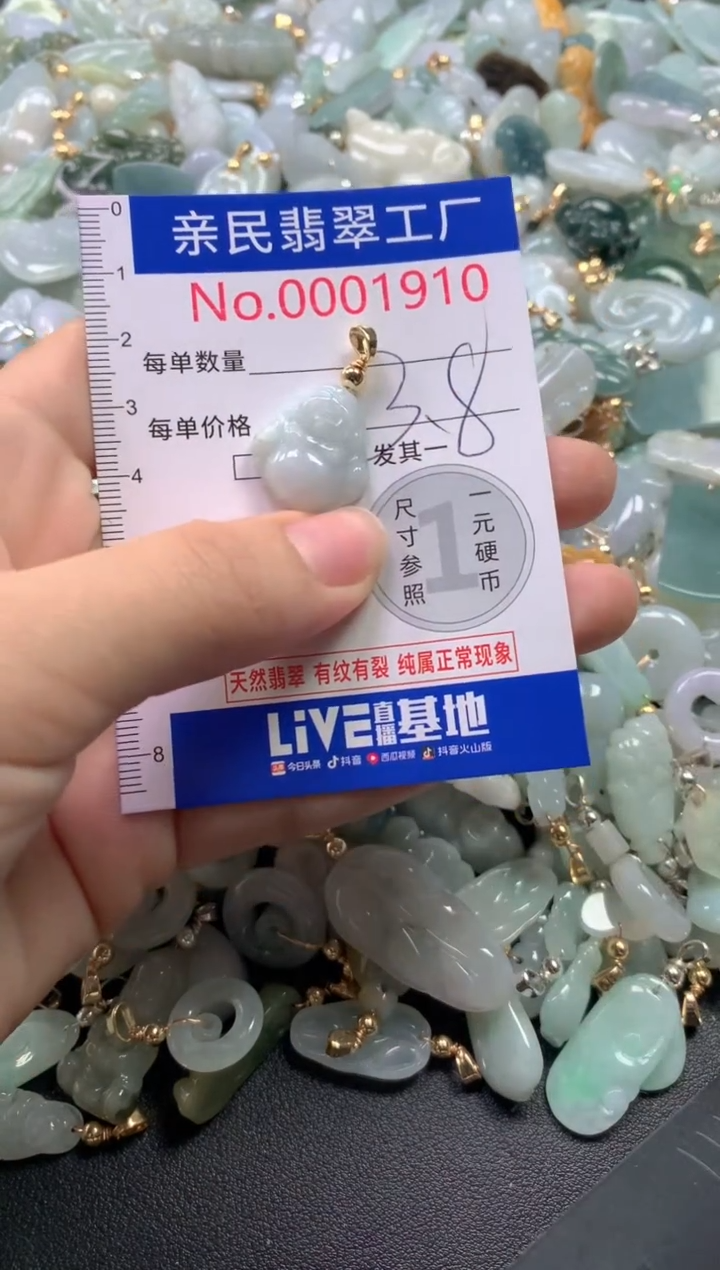 0
亲民翡翠工厂
1
No.0001910
2
每单数量
38
3
每单价格
发其一
4
尺寸参照
1
一元硬币
天然翡翠 有纹有裂 纯属正常现象
LiVE直播基地
8
今日头条 抖音 西瓜视频 抖音火山版